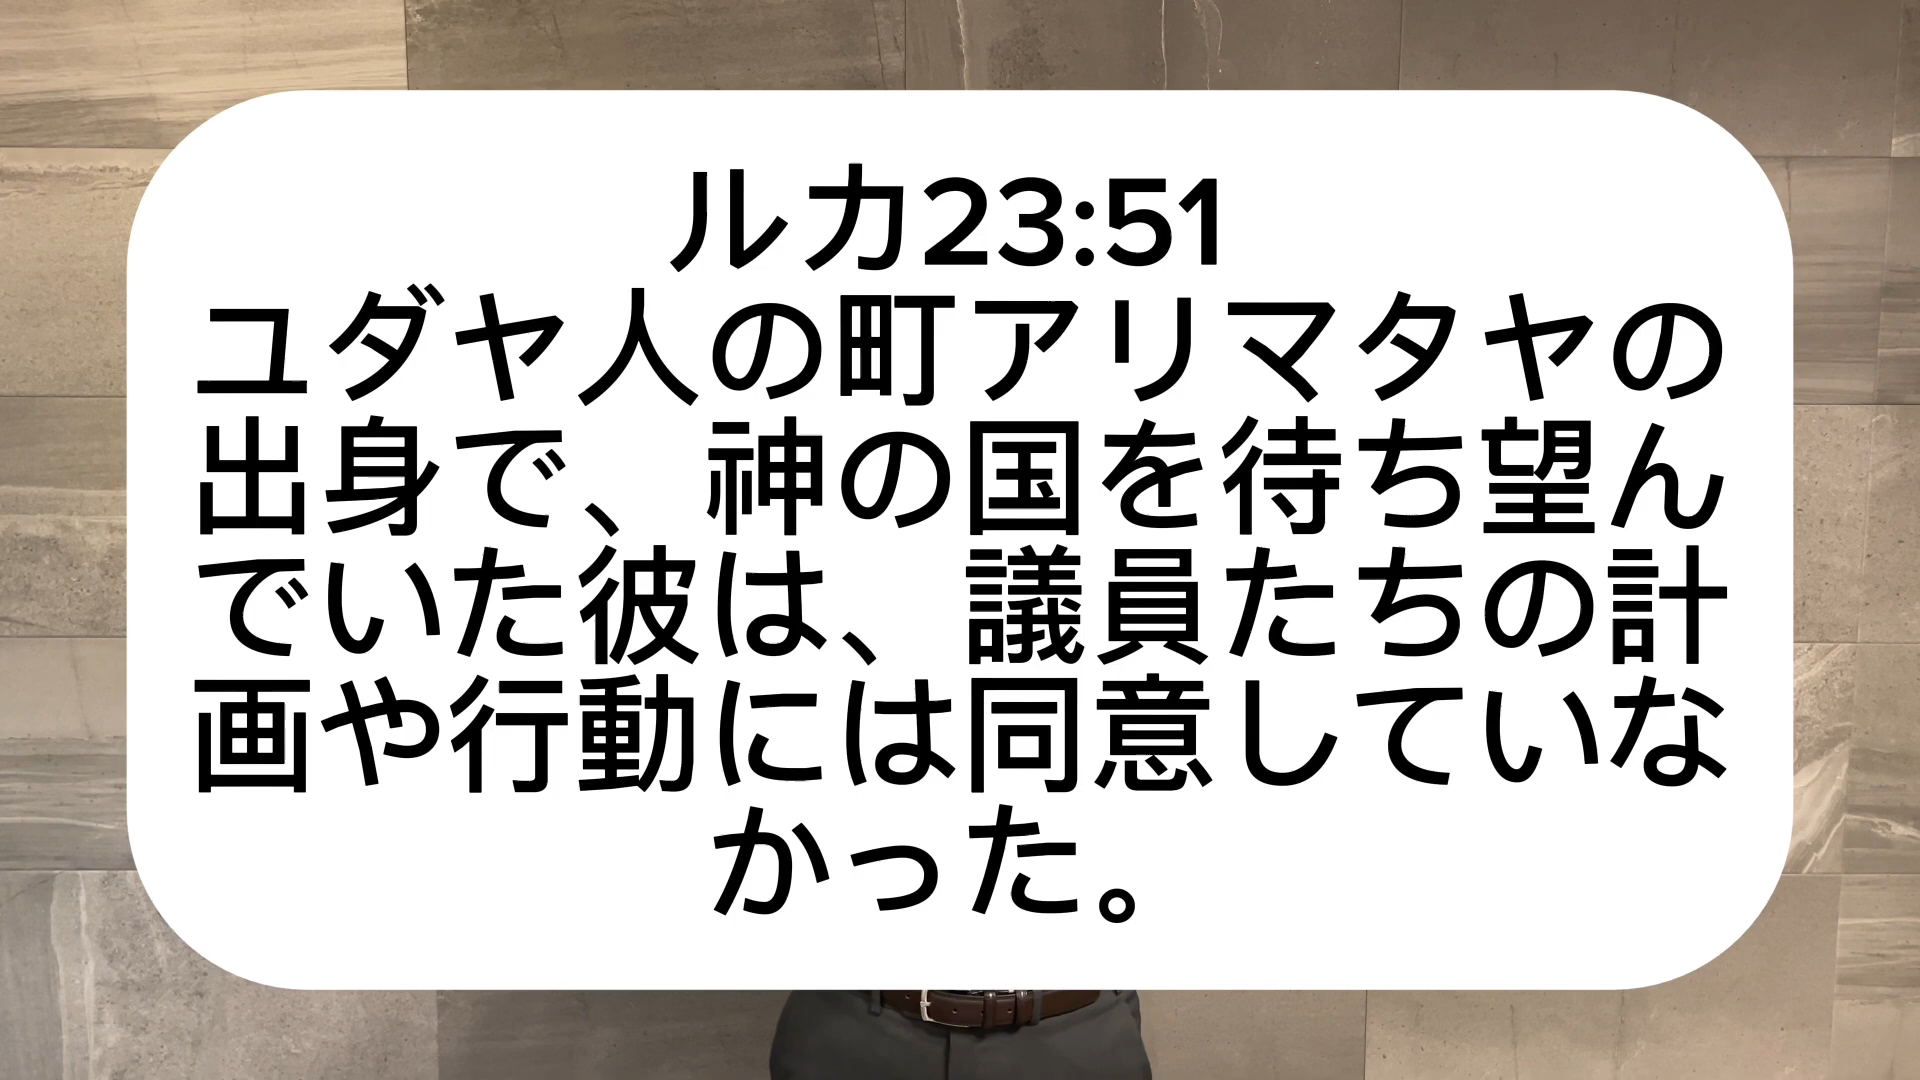 ルカ23:51
ユダヤ人の町アリマタヤの
出身で、神の国を待ち望ん
でいた彼は、議員たちの計
画や行動には同意していな
かった。